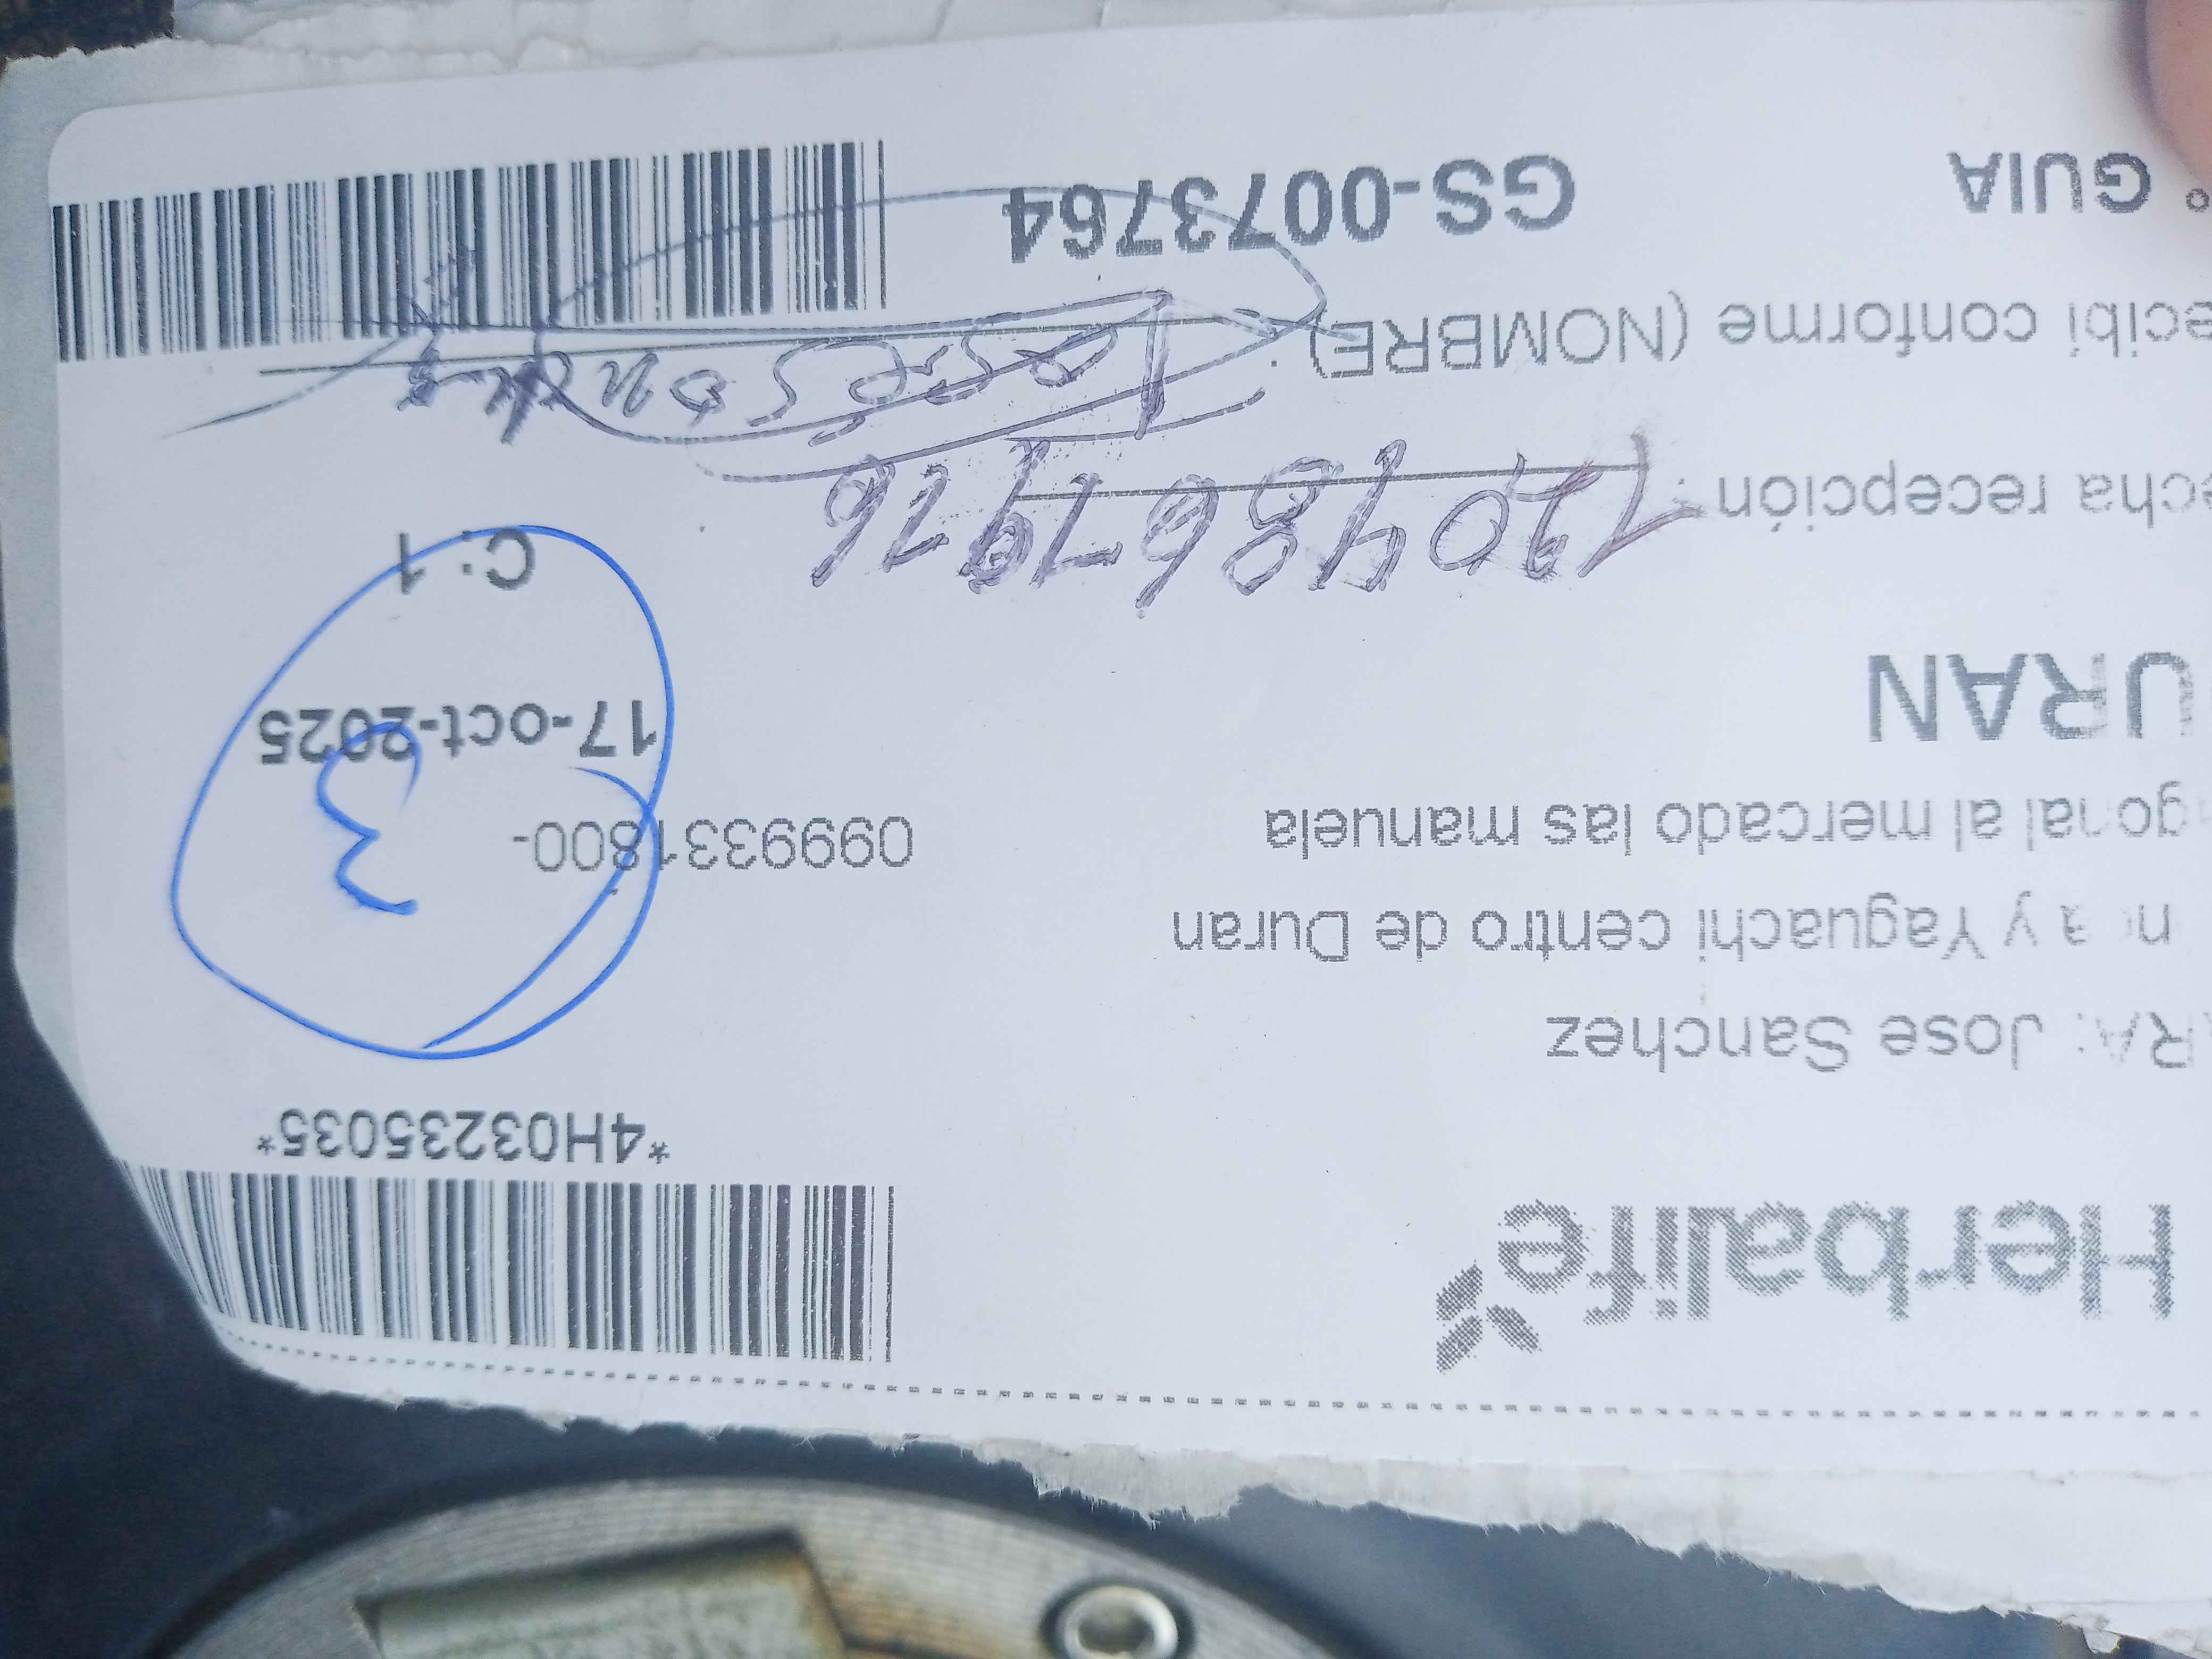 Herbalife
*4H03235035*
RA: Jose Sanchez
a y Yaguachi centro de Duran
gonal al mercado las manuela
0999331800-
URAN
17-oct-2025
3
C: 1
cha recepción :
ecibi conforme (NOMBRE) :
° GUIA
GS-0073764